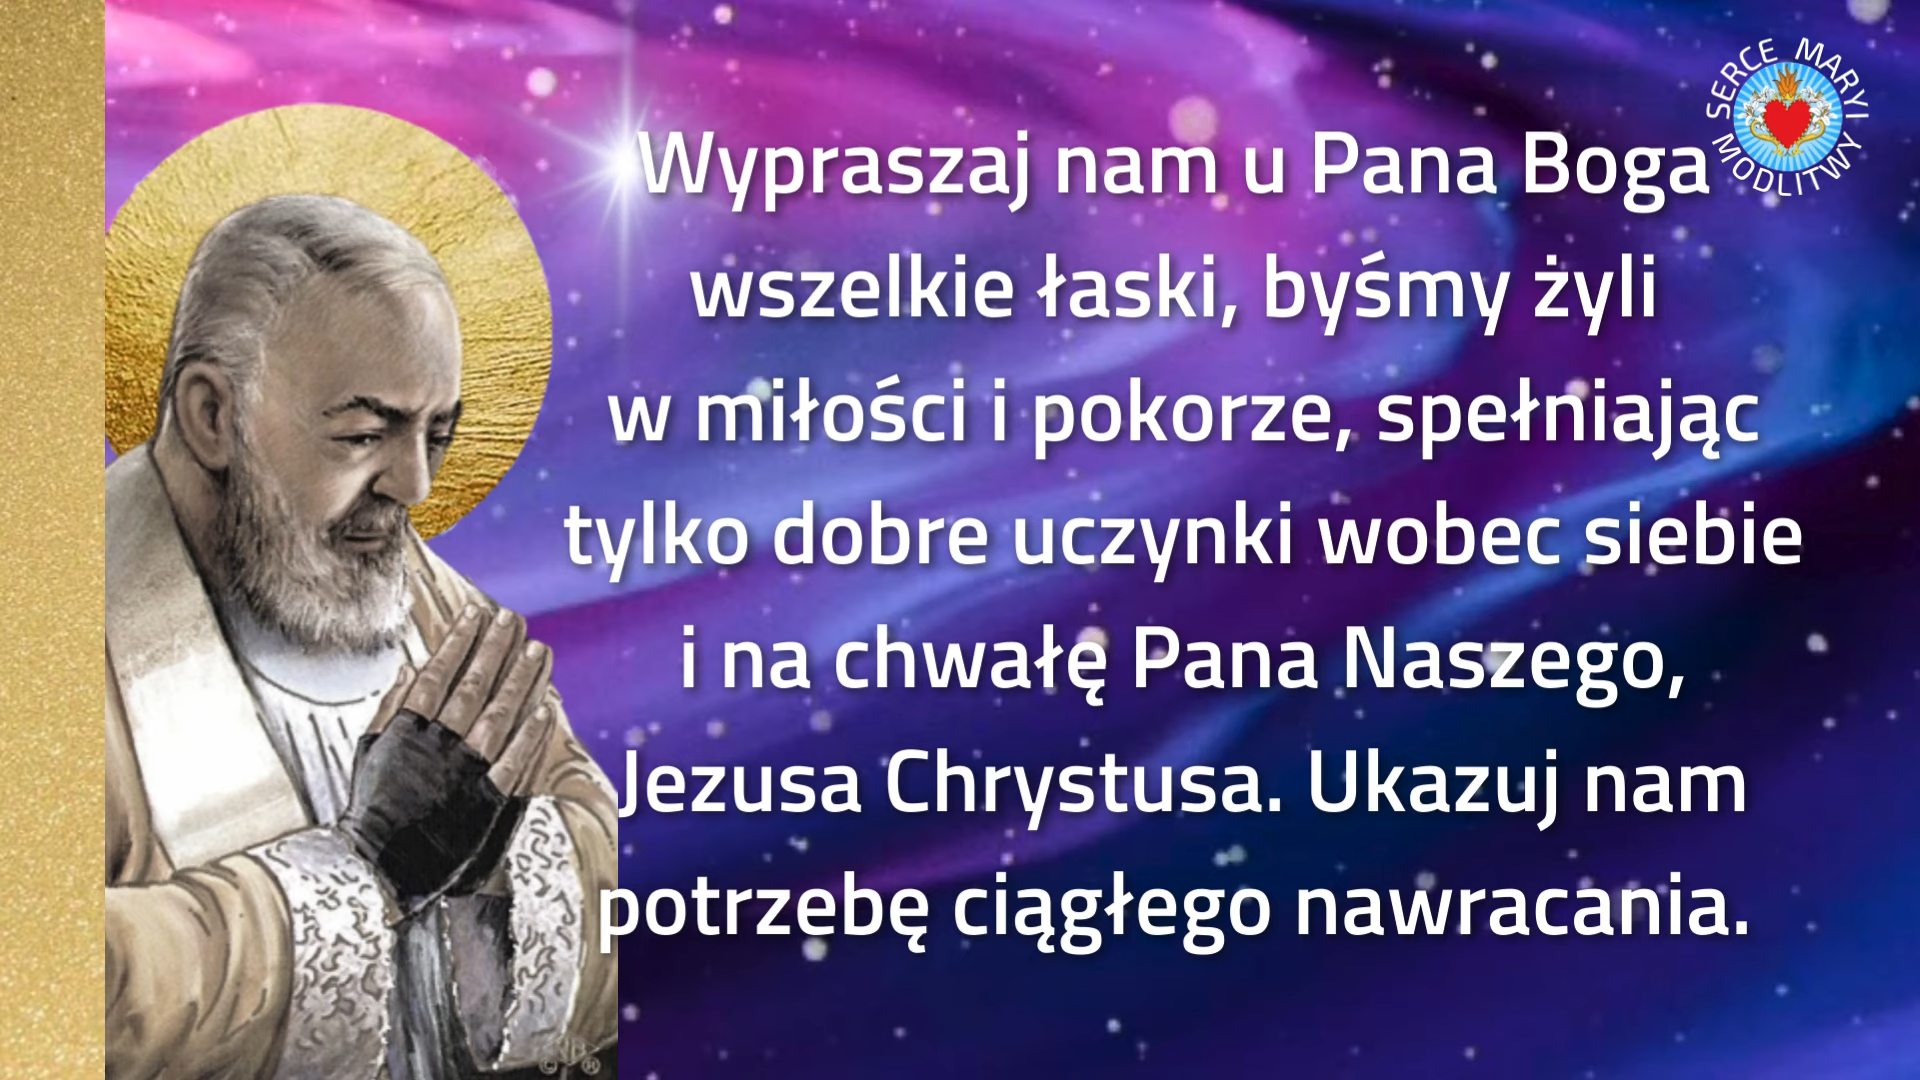 SERCE MARYI
MODLITWY
Wypraszaj nam u Pana Boga
wszelkie łaski, byśmy żyli
w miłości i pokorze, spełniając
tylko dobre uczynki wobec siebie
i na chwałę Pana Naszego,
Jezusa Chrystusa. Ukazuj nam
potrzebę ciągłego nawracania.